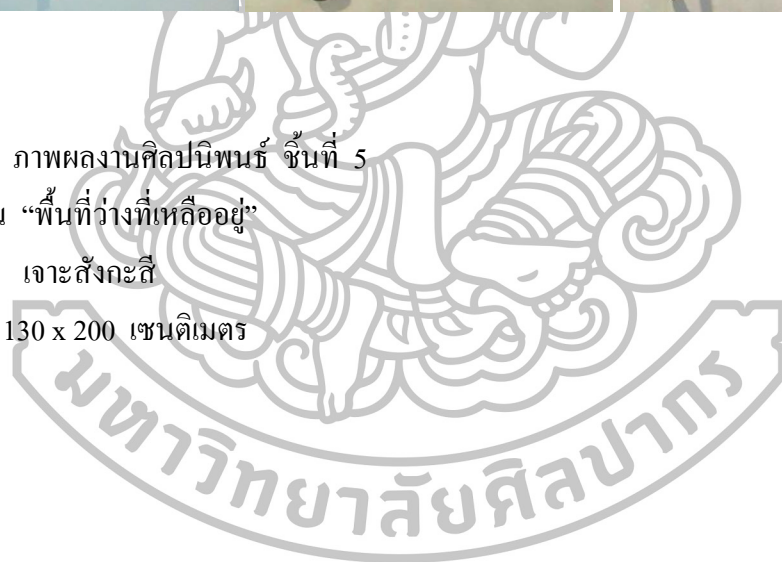 ภาพผลงานศิลปนิพนธ์ ชิ้นที่ 5
“พื้นที่ว่างที่เหลืออยู่”
เจาะสังกะสี
130 x 200 เซนติเมตร
มหาวิทยาลัยศิลปากร